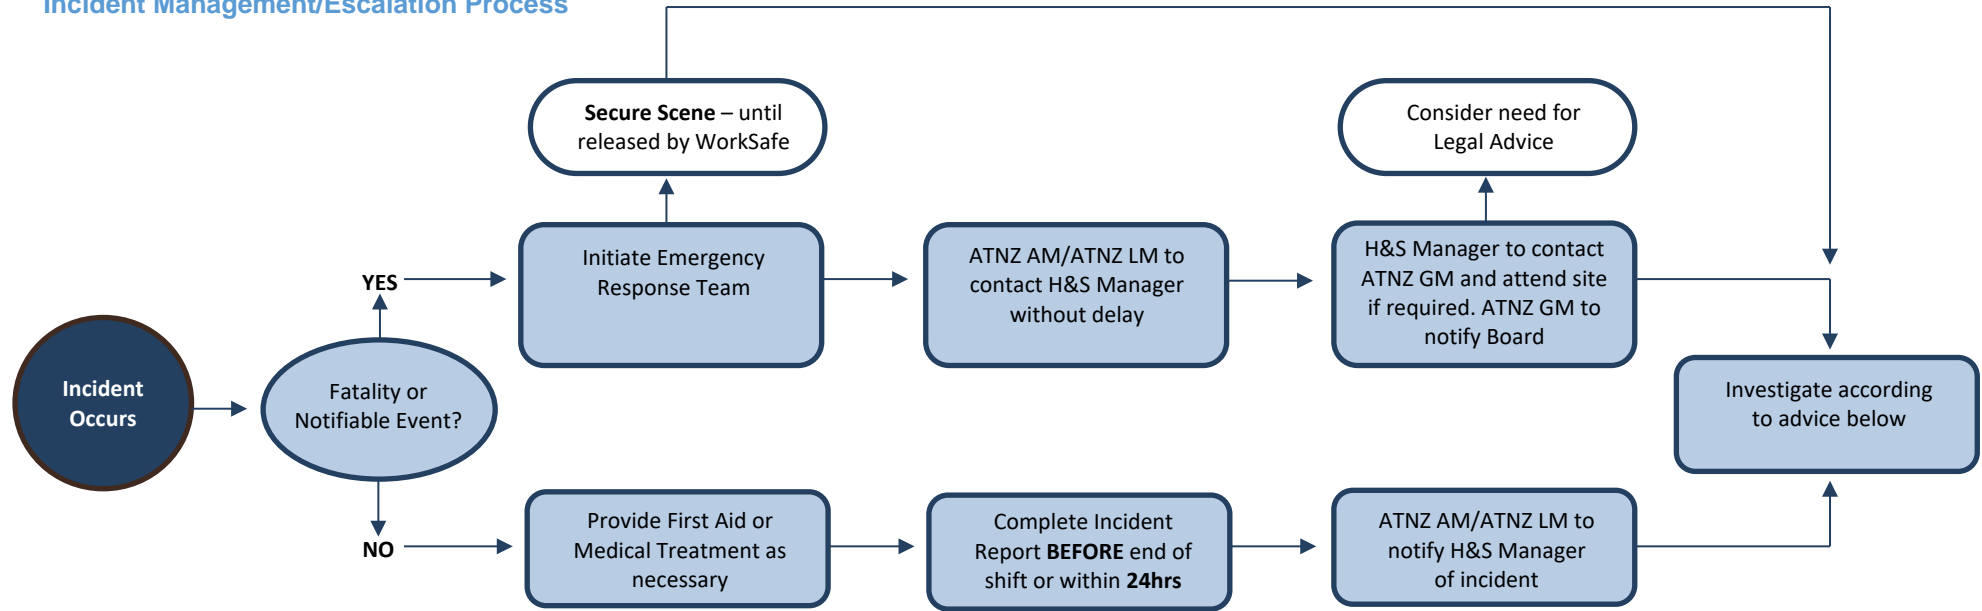 Incident Management/Escalation Process
Secure Scene – until
released by WorkSafe
Consider need for
Legal Advice
YES
Initiate Emergency
Response Team
ATNZ AM/ATNZ LM to
contact H&S Manager
without delay
H&S Manager to contact
ATNZ GM and attend site
if required. ATNZ GM to
notify Board
Incident
Occurs
Fatality or
Notifiable Event?
Investigate according
to advice below
NO
Provide First Aid or
Medical Treatment as
necessary
Complete Incident
Report BEFORE end of
shift or within 24hrs
ATNZ AM/ATNZ LM to
notify H&S Manager
of incident